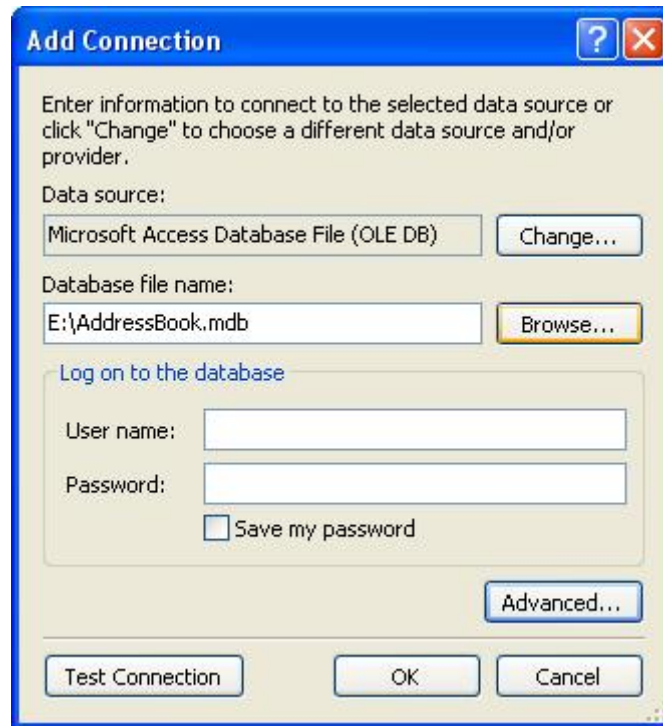 Add Connection
?
Enter information to connect to the selected data source or
click "Change" to choose a different data source and/or
provider.
Data source:
Microsoft Access Database File (OLE DB)
Change...
Database file name:
E:\AddressBook.mdb
Browse...
Log on to the database
User name:
Password:
Save my password
Advanced...
Test Connection
OK
Cancel